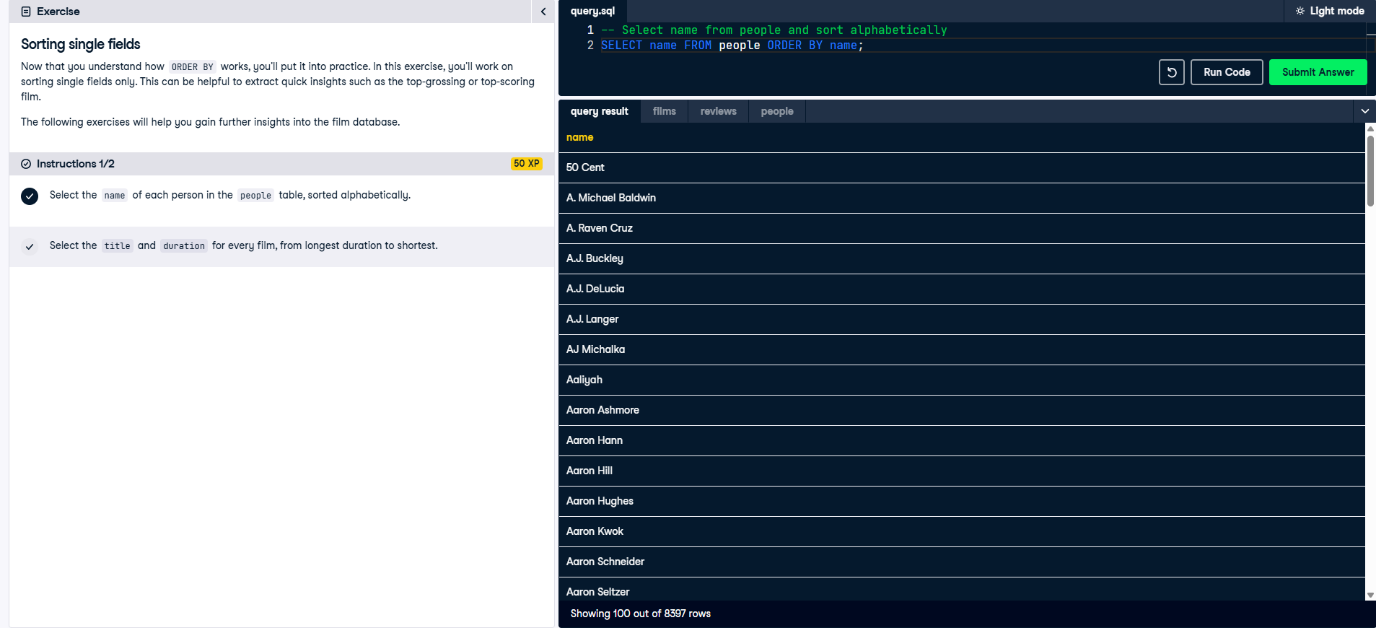 Exercise
Sorting single fields
Now that you understand how ORDER BY works, you'll put it into practice. In this exercise, you'll work on
sorting single fields only. This can be helpful to extract quick insights such as the top-grossing or top-scoring
film.
The following exercises will help you gain further insights into the film database.
Instructions 1/2
50 XP
Select the name of each person in the people table, sorted alphabetically.
Select the title and duration for every film, from longest duration to shortest.
query.sql
Light mode
1 -- Select name from people and sort alphabetically
2 SELECT name FROM people ORDER BY name;
Run Code
Submit Answer
query result films reviews people
name
50 Cent
A. Michael Baldwin
A. Raven Cruz
A.J. Buckley
A.J. DeLucia
A.J. Langer
AJ Michalka
Aaliyah
Aaron Ashmore
Aaron Hann
Aaron Hill
Aaron Hughes
Aaron Kwok
Aaron Schneider
Aaron Seltzer
Showing 100 out of 8397 rows